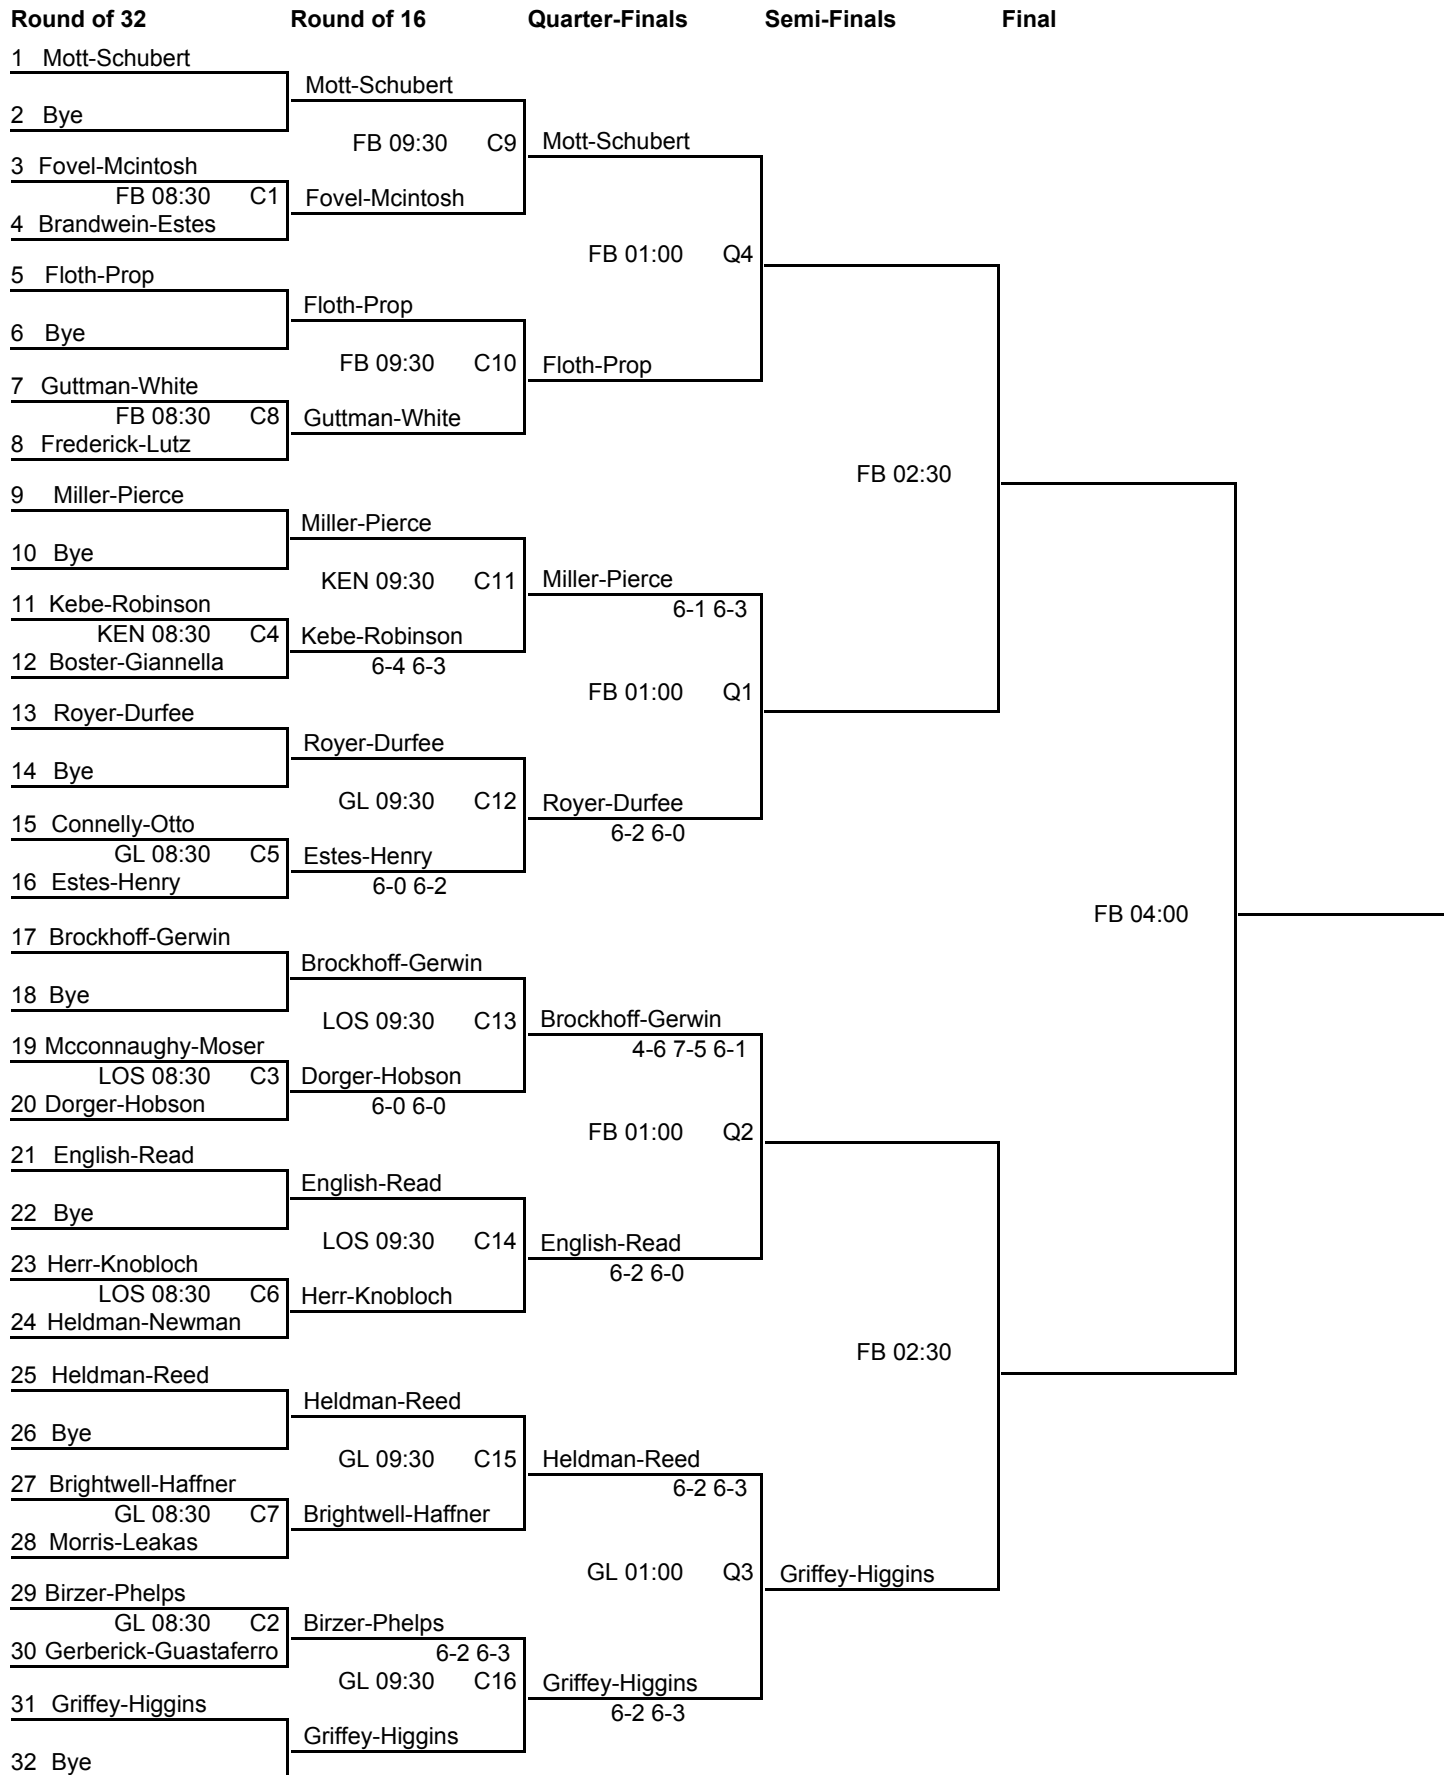 Round of 32 Round of 16 Quarter-Finals Semi-Finals Final
1 Mott-Schubert
Mott-Schubert
2 Bye
FB 09:30 C9 Mott-Schubert
3 Fovel-Mcintosh
FB 08:30 C1 Fovel-Mcintosh
4 Brandwein-Estes
FB 01:00 Q4
5 Floth-Prop
Floth-Prop
6 Bye
FB 09:30 C10 Floth-Prop
7 Guttman-White
FB 08:30 C8 Guttman-White
8 Frederick-Lutz
FB 02:30
9 Miller-Pierce
Miller-Pierce
10 Bye
KEN 09:30 C11 Miller-Pierce
11 Kebe-Robinson 6-1 6-3
KEN 08:30 C4 Kebe-Robinson
12 Boster-Giannella 6-4 6-3
FB 01:00 Q1
13 Royer-Durfee
Royer-Durfee
14 Bye
GL 09:30 C12 Royer-Durfee
15 Connelly-Otto 6-2 6-0
GL 08:30 C5 Estes-Henry
16 Estes-Henry 6-0 6-2
FB 04:00
17 Brockhoff-Gerwin
Brockhoff-Gerwin
18 Bye
LOS 09:30 C13 Brockhoff-Gerwin
19 Mcconnaughy-Moser 4-6 7-5 6-1
LOS 08:30 C3 Dorger-Hobson
20 Dorger-Hobson 6-0 6-0
FB 01:00 Q2
21 English-Read
English-Read
22 Bye
LOS 09:30 C14 English-Read
23 Herr-Knobloch 6-2 6-0
LOS 08:30 C6 Herr-Knobloch
24 Heldman-Newman
FB 02:30
25 Heldman-Reed
Heldman-Reed
26 Bye
GL 09:30 C15 Heldman-Reed
27 Brightwell-Haffner 6-2 6-3
GL 08:30 C7 Brightwell-Haffner
28 Morris-Leakas
GL 01:00 Q3 Griffey-Higgins
29 Birzer-Phelps
GL 08:30 C2 Birzer-Phelps
30 Gerberick-Guastaferro 6-2 6-3
GL 09:30 C16 Griffey-Higgins
31 Griffey-Higgins 6-2 6-3
Griffey-Higgins
32 Bye